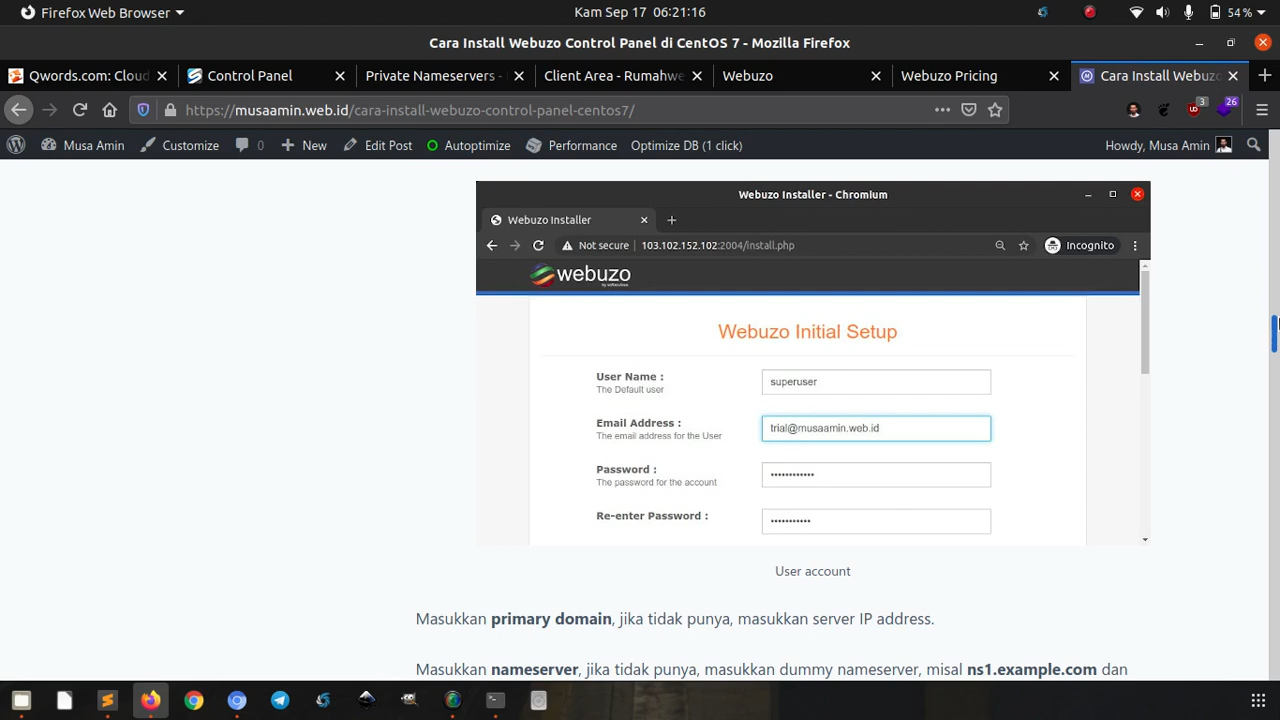 Firefox Web Browser
Kam Sep 17 06:21:16
54 %
Cara Install Webuzo Control Panel di CentOS 7 - Mozilla Firefox
Qwords.com: Cloud
Control Panel
Private Nameservers -
Client Area - Rumahwe
Webuzo
Webuzo Pricing
Cara Install Webuzo
https://musaamin.web.id/cara-install-webuzo-control-panel-centos7/
3
26
Musa Amin
Customize
0
New
Edit Post
Autoptimize
Performance
Optimize DB (1 click)
Howdy, Musa Amin
Webuzo Installer - Chromium
Webuzo Installer
Not secure
103.102.152.102:2004/install.php
Incognito
webuzo
by softaculous
Webuzo Initial Setup
User Name :
The Default user
superuser
Email Address :
The email address for the User
trial@musaamin.web.id
Password :
The password for the account
••••••••••••
Re-enter Password :
•••••••••••
User account
Masukkan primary domain, jika tidak punya, masukkan server IP address.
Masukkan nameserver, jika tidak punya, masukkan dummy nameserver, misal ns1.example.com dan